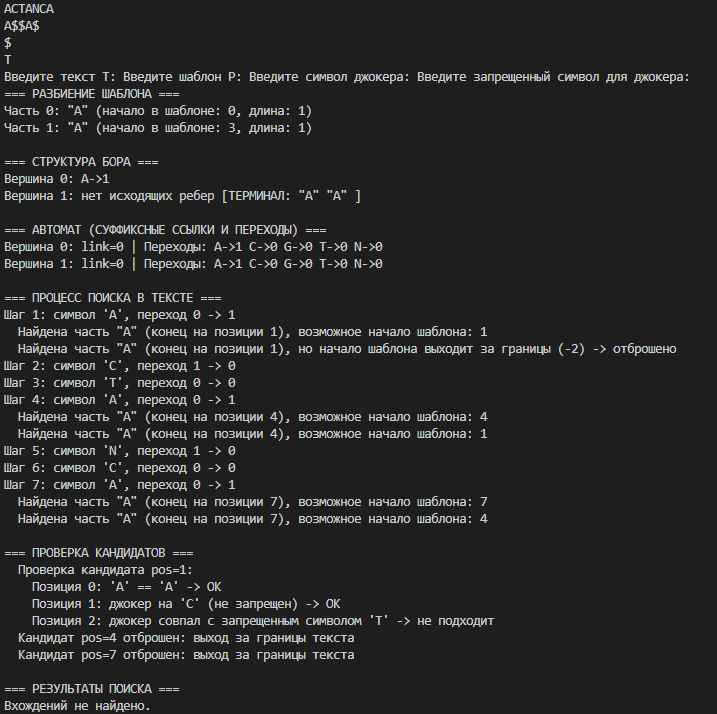 ACTANCA
A$$A$
$
T
Введите текст T: Введите шаблон P: Введите символ джокера: Введите запрещенный символ для джокера:
=== РАЗБИЕНИЕ ШАБЛОНА ===
Часть 0: "A" (начало в шаблоне: 0, длина: 1)
Часть 1: "A" (начало в шаблоне: 3, длина: 1)
=== СТРУКТУРА БОРА ===
Вершина 0: A->1
Вершина 1: нет исходящих ребер [ТЕРМИНАЛ: "A" "A" ]
=== АВТОМАТ (СУФФИКСНЫЕ ССЫЛКИ И ПЕРЕХОДЫ) ===
Вершина 0: link=0 | Переходы: A->1 C->0 G->0 T->0 N->0
Вершина 1: link=0 | Переходы: A->1 C->0 G->0 T->0 N->0
=== ПРОЦЕСС ПОИСКА В ТЕКСТЕ ===
Шаг 1: символ 'A', переход 0 -> 1
Найдена часть "A" (конец на позиции 1), возможное начало шаблона: 1
Найдена часть "A" (конец на позиции 1), но начало шаблона выходит за границы (-2) -> отброшено
Шаг 2: символ 'C', переход 1 -> 0
Шаг 3: символ 'T', переход 0 -> 0
Шаг 4: символ 'A', переход 0 -> 1
Найдена часть "A" (конец на позиции 4), возможное начало шаблона: 4
Найдена часть "A" (конец на позиции 4), возможное начало шаблона: 1
Шаг 5: символ 'N', переход 1 -> 0
Шаг 6: символ 'C', переход 0 -> 0
Шаг 7: символ 'A', переход 0 -> 1
Найдена часть "A" (конец на позиции 7), возможное начало шаблона: 7
Найдена часть "A" (конец на позиции 7), возможное начало шаблона: 4
=== ПРОВЕРКА КАНДИДАТОВ ===
Проверка кандидата pos=1:
Позиция 0: 'A' == 'A' -> OK
Позиция 1: джокер на 'C' (не запрещен) -> OK
Позиция 2: джокер совпал с запрещенным символом 'T' -> не подходит
Кандидат pos=4 отброшен: выход за границы текста
Кандидат pos=7 отброшен: выход за границы текста
=== РЕЗУЛЬТАТЫ ПОИСКА ===
Вхождений не найдено.